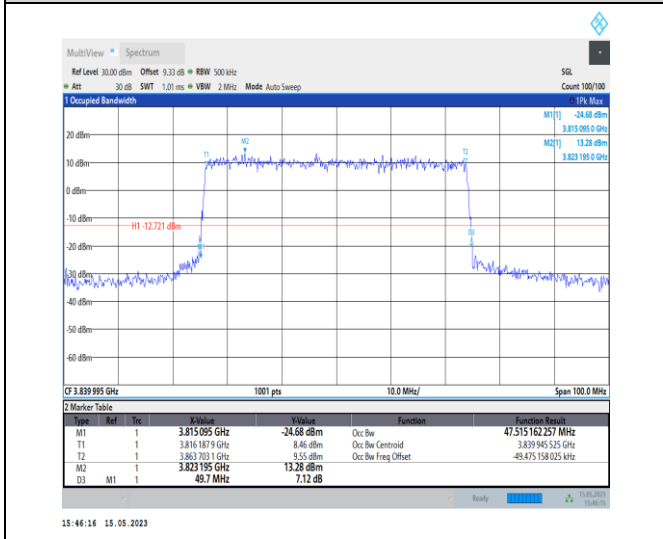 MultiView Spectrum
Ref Level 30.00 dBm Offset 9.33 dB RBW 500 kHz SGL
Att 30 dB SWT 1.01 ms VBW 2 MHz Mode Auto Sweep Count 100/100
1 Occupied Bandwidth 1Pk Max
M1[1] -24.68 dBm
3.815 095 0 GHz
M2[1] 13.28 dBm
3.823 195 0 GHz
20 dBm
M2
T1
10 dBm
0 dBm
-10 dBm
H1 -12.721 dBm
-20 dBm
-30 dBm
-40 dBm
-50 dBm
-60 dBm
CF 3.839 995 GHz 1001 pts 10.0 MHz/ Span 100.0 MHz
2 Marker Table
Type Ref Trc X-Value Y-Value Function Function Result
M1 1 3.815 095 GHz -24.68 dBm Occ Bw 47.515 162 257 MHz
T1 1 3.816 187 9 GHz 8.46 dBm Occ Bw Centroid 3.839 945 525 GHz
T2 1 3.863 703 1 GHz 9.55 dBm Occ Bw Freq Offset -49.475 158 025 kHz
M2 1 3.823 195 GHz 13.28 dBm
D3 M1 1 49.7 MHz 7.12 dB
Ready 15.05.2023
15:46:15
15:46:16 15.05.2023